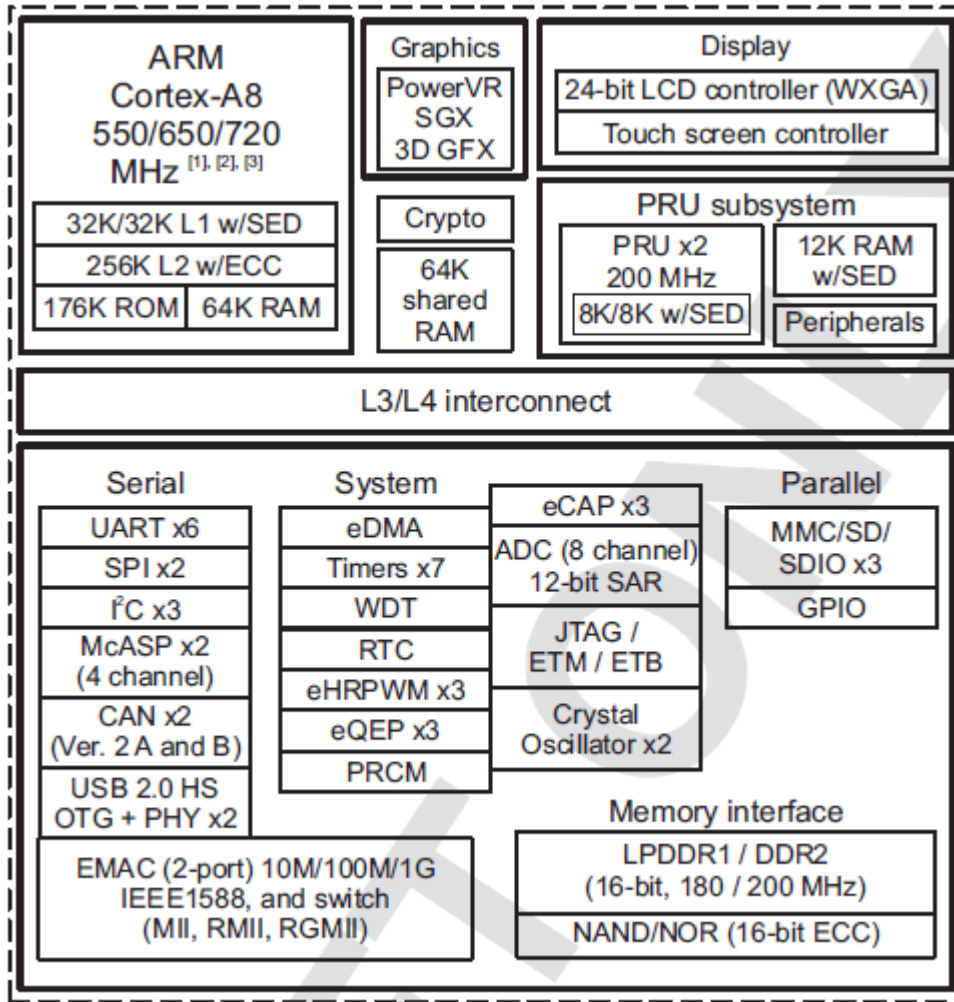 ARM
Cortex-A8
550/650/720
MHz [1], [2], [3]
32K/32K L1 w/SED
256K L2 w/ECC
176K ROM
64K RAM
Graphics
PowerVR
SGX
3D GFX
Crypto
64K
shared
RAM
Display
24-bit LCD controller (WXGA)
Touch screen controller
PRU subsystem
PRU x2
200 MHz
8K/8K w/SED
12K RAM
w/SED
Peripherals
L3/L4 interconnect
Serial
UART x6
SPI x2
I²C x3
McASP x2
(4 channel)
CAN x2
(Ver. 2 A and B)
USB 2.0 HS
OTG + PHY x2
EMAC (2-port) 10M/100M/1G
IEEE1588, and switch
(MII, RMII, RGMII)
System
eDMA
Timers x7
WDT
RTC
eHRPWM x3
eQEP x3
PRCM
eCAP x3
ADC (8 channel)
12-bit SAR
JTAG /
ETM / ETB
Crystal
Oscillator x2
Parallel
MMC/SD/
SDIO x3
GPIO
Memory interface
LPDDR1 / DDR2
(16-bit, 180 / 200 MHz)
NAND/NOR (16-bit ECC)
T ONLY